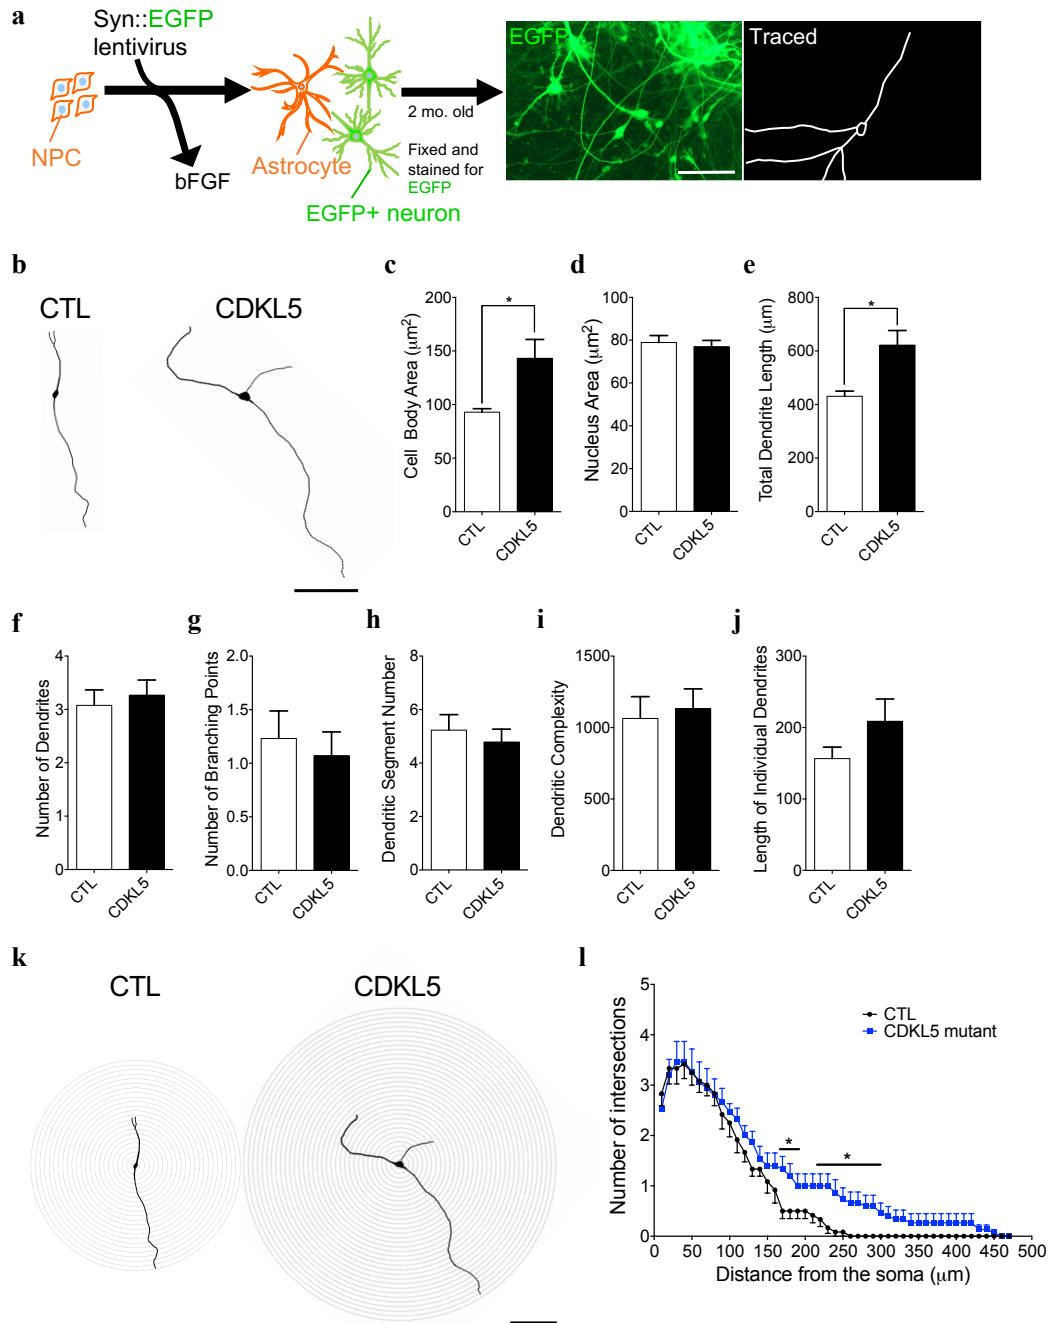 a
Syn::EGFP
lentivirus
NPC
bFGF
Astrocyte
EGFP+ neuron
2 mo. old
Fixed and
stained for
EGFP
EGFP
Traced
b
CTL
CDKL5
c
Cell Body Area (μm²)
200
150
100
50
0
*
CTL
CDKL5
d
Nucleus Area (μm²)
100
80
60
40
20
0
CTL
CDKL5
e
Total Dendrite Length (μm)
800
600
400
200
0
*
CTL
CDKL5
f
Number of Dendrites
4
3
2
1
0
CTL
CDKL5
g
Number of Branching Points
2.0
1.5
1.0
0.5
0.0
CTL
CDKL5
h
Dendritic Segment Number
8
6
4
2
0
CTL
CDKL5
i
Dendritic Complexity
1500
1000
500
0
CTL
CDKL5
j
Length of Individual Dendrites
300
200
100
0
CTL
CDKL5
k
CTL
CDKL5
l
Number of intersections
5
4
3
2
1
0
CTL
CDKL5 mutant
*
*
0 50 100 150 200 250 300 350 400 450 500
Distance from the soma (μm)